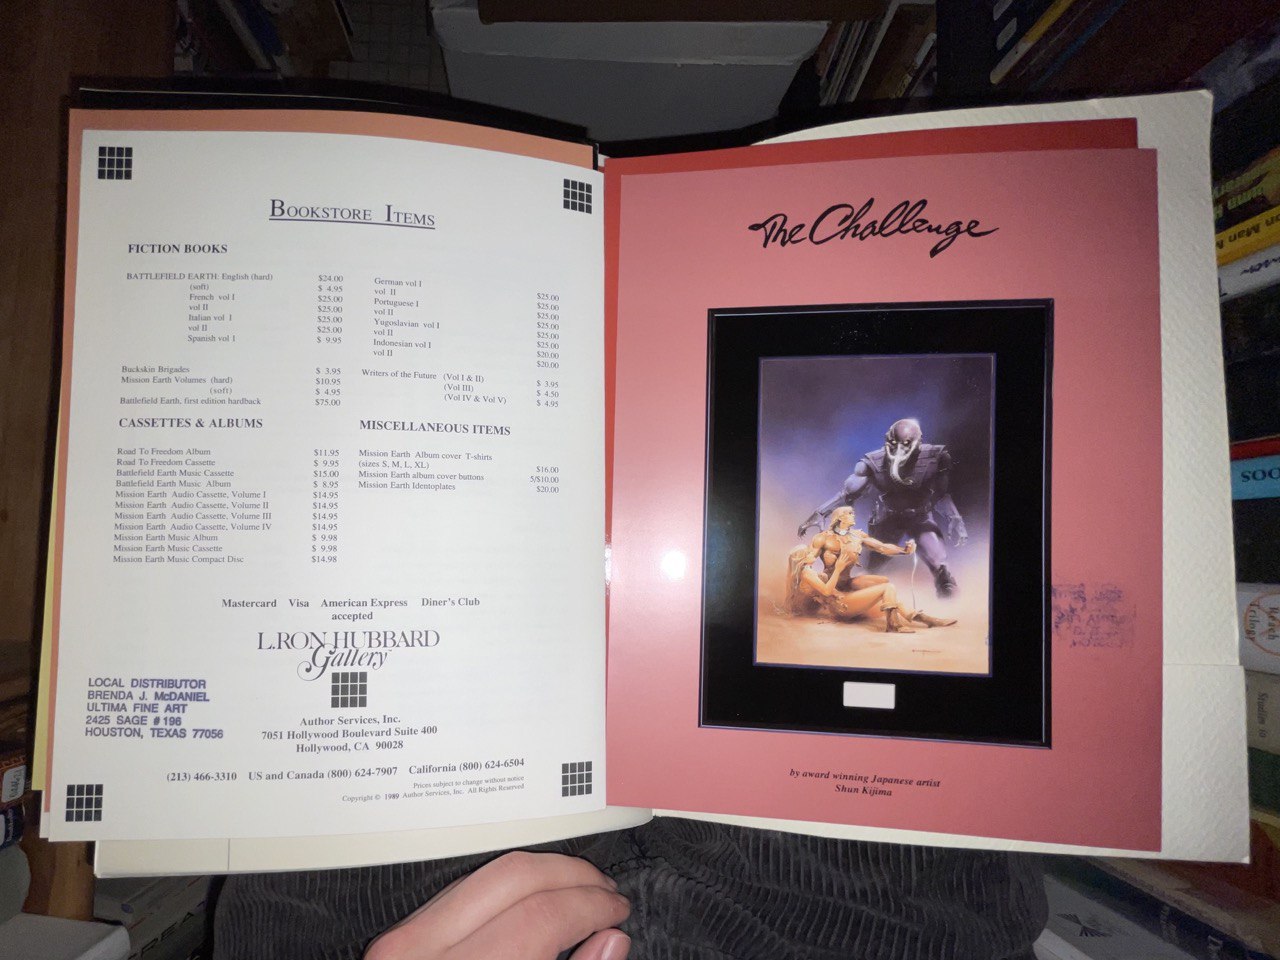 BOOKSTORE ITEMS
FICTION BOOKS
BATTLEFIELD EARTH: English (hard) $24.00
(soft) $ 4.95
French vol I $25.00
vol II $25.00
Italian vol I $25.00
vol II $25.00
Spanish vol I $ 9.95
German vol I $25.00
vol II $25.00
Portuguese I $25.00
vol II $25.00
Yugoslavian vol I $25.00
vol II $25.00
Indonesian vol I $20.00
vol II $20.00
Buckskin Brigades $ 3.95
Mission Earth Volumes (hard) $10.95
(soft) $ 4.95
Battlefield Earth, first edition hardback $75.00
Writers of the Future (Vol I & II) $ 3.95
(Vol III) $ 4.50
(Vol IV & Vol V) $ 4.95
CASSETTES & ALBUMS
Road To Freedom Album $11.95
Road To Freedom Cassette $ 9.95
Battlefield Earth Music Cassette $15.00
Battlefield Earth Music Album $ 8.95
Mission Earth Audio Cassette, Volume I $14.95
Mission Earth Audio Cassette, Volume II $14.95
Mission Earth Audio Cassette, Volume III $14.95
Mission Earth Audio Cassette, Volume IV $14.95
Mission Earth Music Album $ 9.98
Mission Earth Music Cassette $ 9.98
Mission Earth Music Compact Disc $14.98
MISCELLANEOUS ITEMS
Mission Earth Album cover T-shirts
(sizes S, M, L, XL) $16.00
Mission Earth album cover buttons 5/$10.00
Mission Earth Identoplates $20.00
Mastercard Visa American Express Diner's Club
accepted
L. RON HUBBARD
Gallery
LOCAL DISTRIBUTOR
BRENDA J. McDANIEL
ULTIMA FINE ART
2425 SAGE # 196
HOUSTON, TEXAS 77056
Author Services, Inc.
7051 Hollywood Boulevard Suite 400
Hollywood, CA 90028
(213) 466-3310 US and Canada (800) 624-7907 California (800) 624-6504
Prices subject to change without notice
Copyright © 1989 Author Services, Inc. All Rights Reserved
The Challenge
by award winning Japanese artist
Shun Kijima